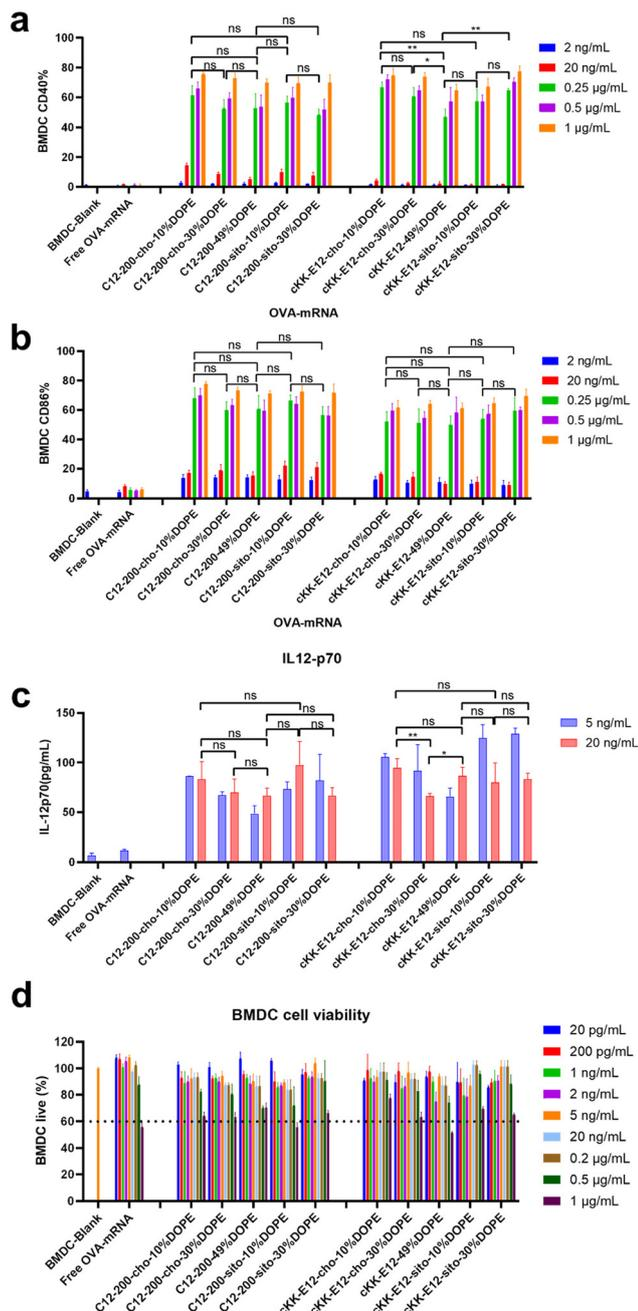 a
BMDC CD40%
100
80
60
40
20
0
ns
ns
ns
ns
ns
ns
ns
ns
**
ns
**
ns
*
ns
ns
2 ng/mL
20 ng/mL
0.25 µg/mL
0.5 µg/mL
1 µg/mL
BMDC-Blank
Free OVA-mRNA
C12-200-cho-10%DOPE
C12-200-cho-30%DOPE
C12-200-49%DOPE
C12-200-sito-10%DOPE
C12-200-sito-30%DOPE
cKK-E12-cho-10%DOPE
cKK-E12-cho-30%DOPE
cKK-E12-49%DOPE
cKK-E12-sito-10%DOPE
cKK-E12-sito-30%DOPE
OVA-mRNA
b
BMDC CD86%
100
80
60
40
20
0
ns
ns
ns
ns
ns
ns
ns
ns
ns
ns
ns
ns
ns
ns
2 ng/mL
20 ng/mL
0.25 µg/mL
0.5 µg/mL
1 µg/mL
BMDC-Blank
Free OVA-mRNA
C12-200-cho-10%DOPE
C12-200-cho-30%DOPE
C12-200-49%DOPE
C12-200-sito-10%DOPE
C12-200-sito-30%DOPE
cKK-E12-cho-10%DOPE
cKK-E12-cho-30%DOPE
cKK-E12-49%DOPE
cKK-E12-sito-10%DOPE
cKK-E12-sito-30%DOPE
OVA-mRNA
IL12-p70
c
IL-12p70(pg/mL)
150
100
50
0
ns
ns
ns
ns
ns
ns
ns
ns
ns
ns
ns
ns
**
*
5 ng/mL
20 ng/mL
BMDC-Blank
Free OVA-mRNA
C12-200-cho-10%DOPE
C12-200-cho-30%DOPE
C12-200-49%DOPE
C12-200-sito-10%DOPE
C12-200-sito-30%DOPE
cKK-E12-cho-10%DOPE
cKK-E12-cho-30%DOPE
cKK-E12-49%DOPE
cKK-E12-sito-10%DOPE
cKK-E12-sito-30%DOPE
d
BMDC cell viability
BMDC live (%)
120
100
80
60
40
20
0
20 pg/mL
200 pg/mL
1 ng/mL
2 ng/mL
5 ng/mL
20 ng/mL
0.2 µg/mL
0.5 µg/mL
1 µg/mL
BMDC-Blank
Free OVA-mRNA
C12-200-cho-10%DOPE
C12-200-cho-30%DOPE
C12-200-49%DOPE
C12-200-sito-10%DOPE
C12-200-sito-30%DOPE
cKK-E12-cho-10%DOPE
cKK-E12-cho-30%DOPE
cKK-E12-49%DOPE
cKK-E12-sito-10%DOPE
cKK-E12-sito-30%DOPE